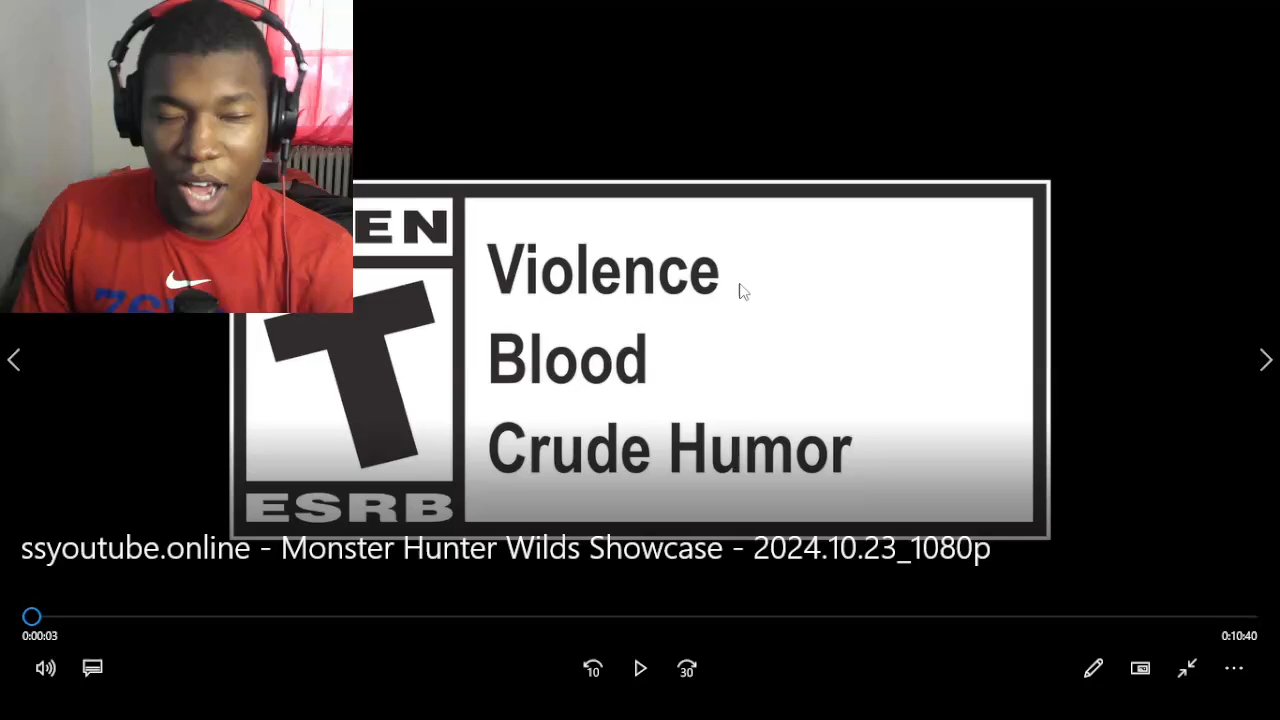 EN
Violence
Blood
Crude Humor
T
ESRB
ssyoutube.online - Monster Hunter Wilds Showcase - 2024.10.23_1080p
0:00:03
0:10:40
10
30